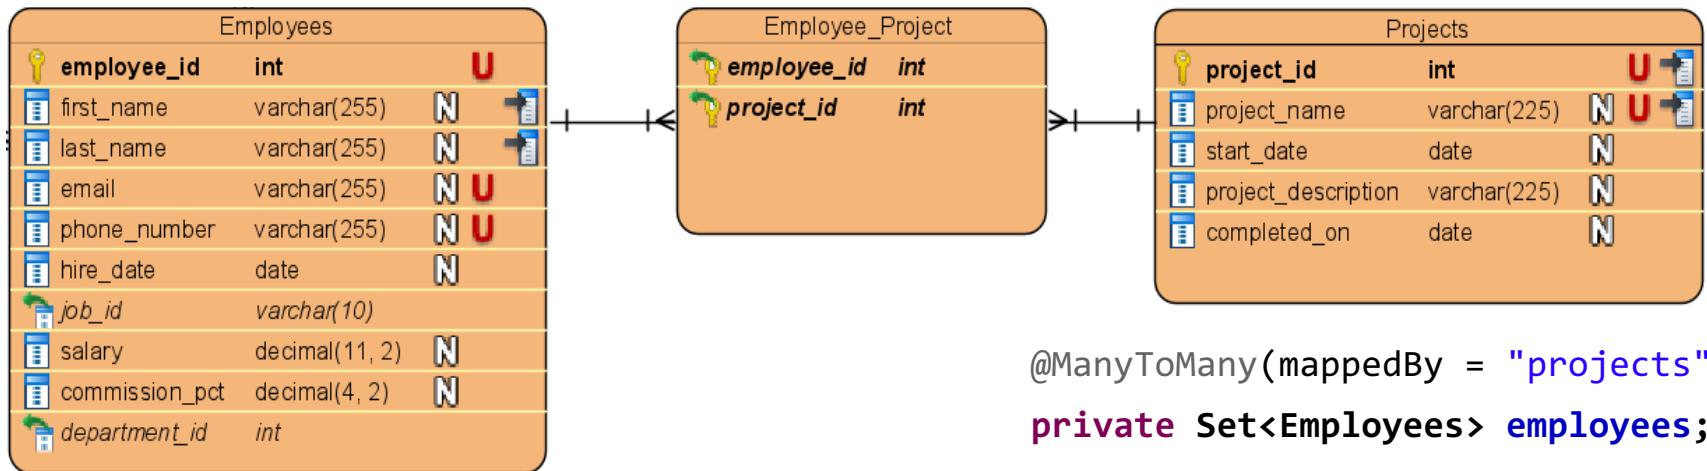 Employees
employee_id int U
first_name varchar(255) N
last_name varchar(255) N
email varchar(255) N U
phone_number varchar(255) N U
hire_date date N
job_id varchar(10)
salary decimal(11, 2) N
commission_pct decimal(4, 2) N
department_id int
Employee_Project
employee_id int
project_id int
Projects
project_id int U
project_name varchar(225) N U
start_date date N
project_description varchar(225) N
completed_on date N
@ManyToMany(mappedBy = "projects"
private Set<Employees> employees;